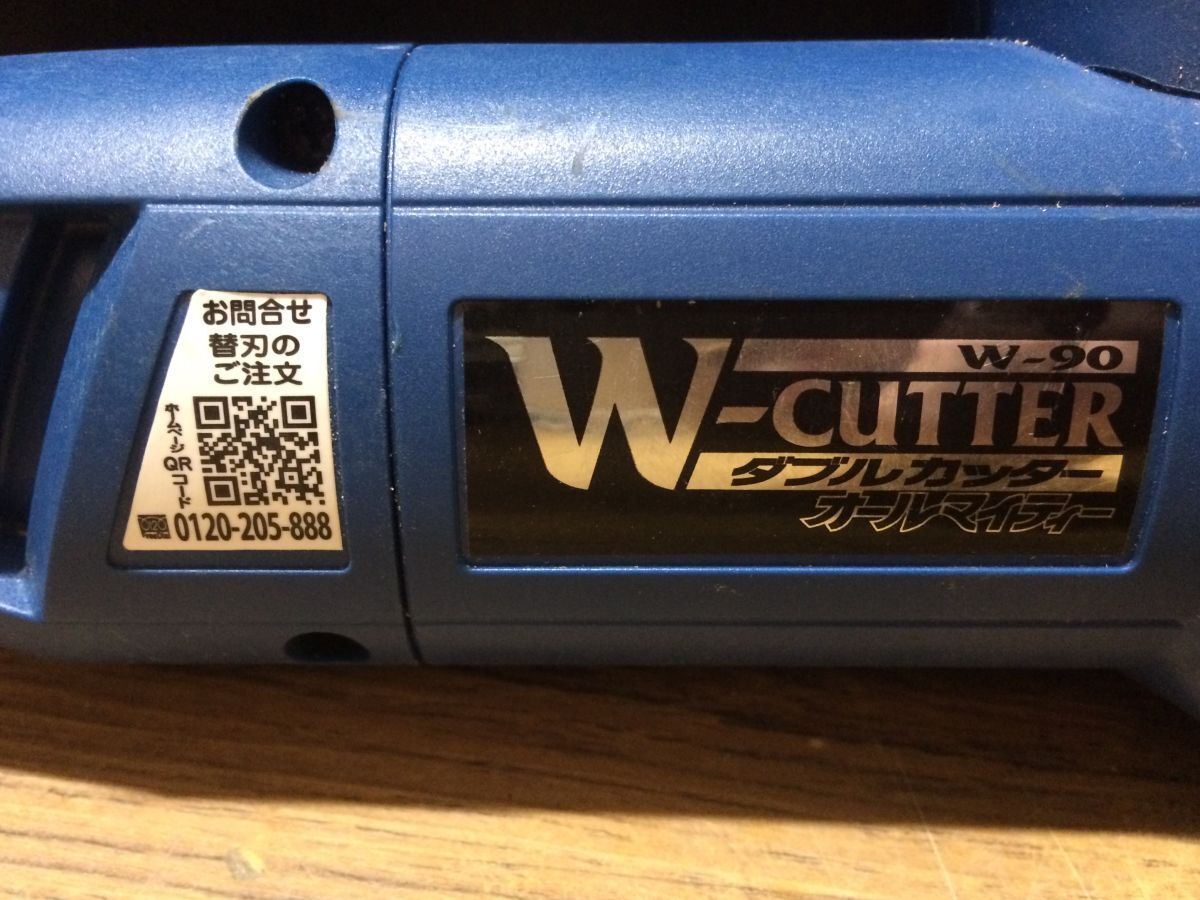 お問合せ
替刃の
ご注文
ホームページ
QR
コード
0120-205-888
W-90
W-CUTTER
ダブルカッター
オールマイティー